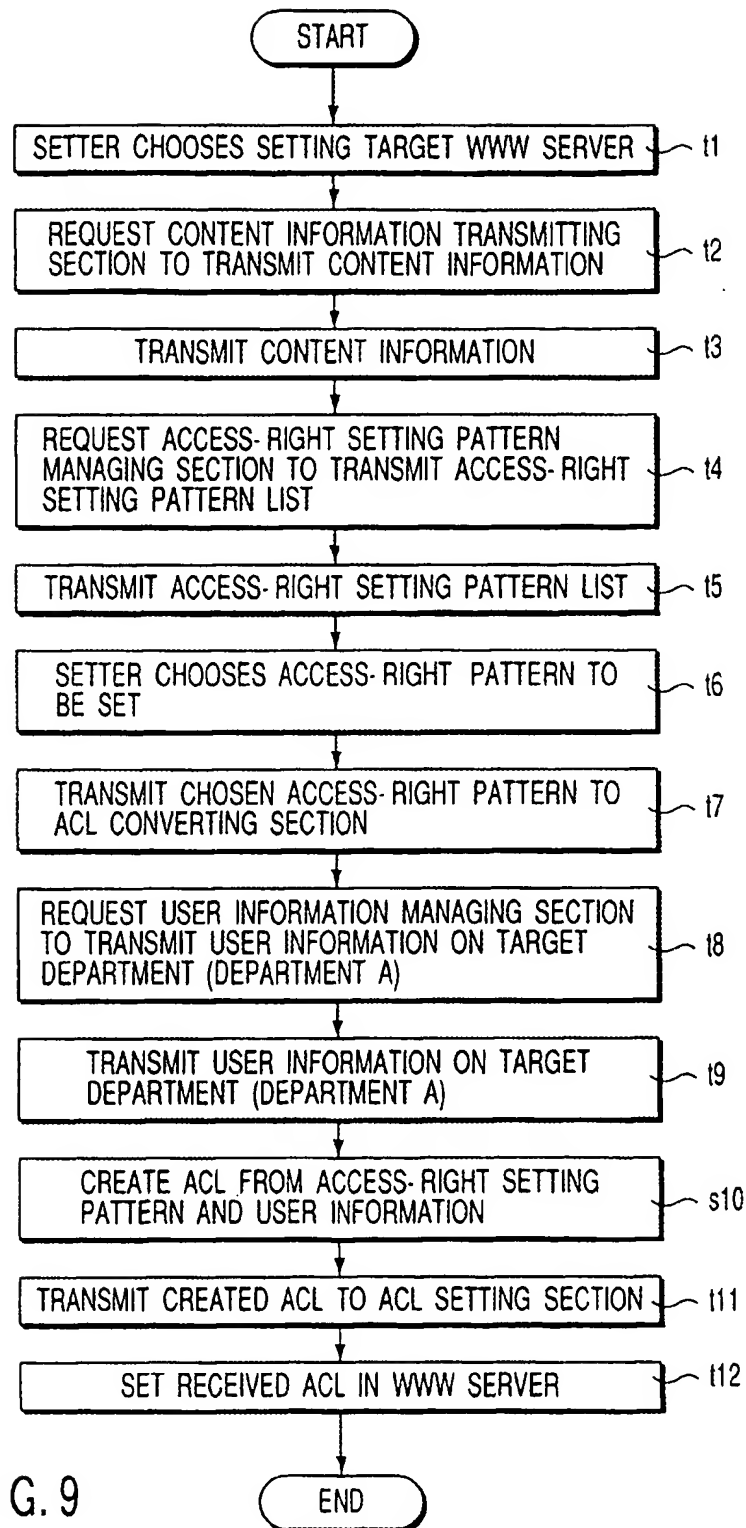 START
SETTER CHOOSES SETTING TARGET WWW SERVER t1
REQUEST CONTENT INFORMATION TRANSMITTING
SECTION TO TRANSMIT CONTENT INFORMATION t2
TRANSMIT CONTENT INFORMATION t3
REQUEST ACCESS-RIGHT SETTING PATTERN
MANAGING SECTION TO TRANSMIT ACCESS-RIGHT
SETTING PATTERN LIST t4
TRANSMIT ACCESS-RIGHT SETTING PATTERN LIST t5
SETTER CHOOSES ACCESS-RIGHT PATTERN TO
BE SET t6
TRANSMIT CHOSEN ACCESS-RIGHT PATTERN TO
ACL CONVERTING SECTION t7
REQUEST USER INFORMATION MANAGING SECTION
TO TRANSMIT USER INFORMATION ON TARGET
DEPARTMENT (DEPARTMENT A) t8
TRANSMIT USER INFORMATION ON TARGET
DEPARTMENT (DEPARTMENT A) t9
CREATE ACL FROM ACCESS-RIGHT SETTING
PATTERN AND USER INFORMATION s10
TRANSMIT CREATED ACL TO ACL SETTING SECTION t11
SET RECEIVED ACL IN WWW SERVER t12
END
G. 9